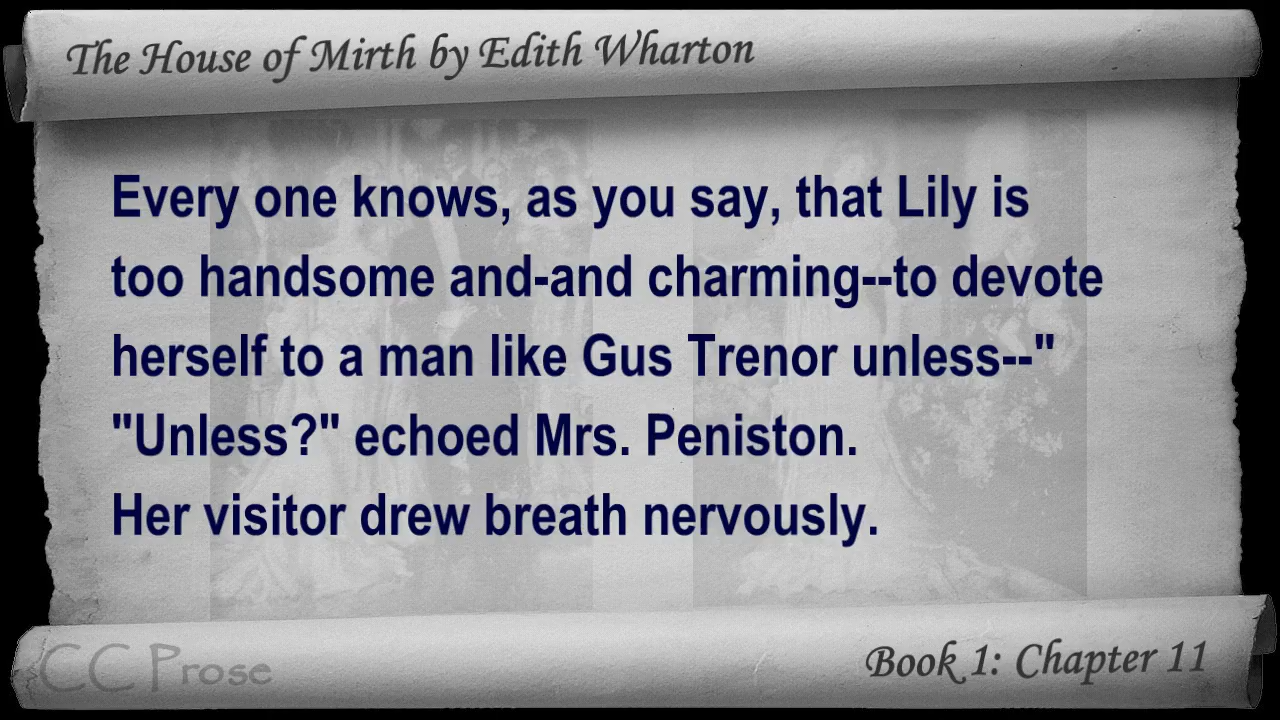 The House of Mirth by Edith Wharton
Every one knows, as you say, that Lily is
too handsome and-and charming--to devote
herself to a man like Gus Trenor unless--"
"Unless?" echoed Mrs. Peniston.
Her visitor drew breath nervously.
CC Prose
Book 1: Chapter 11